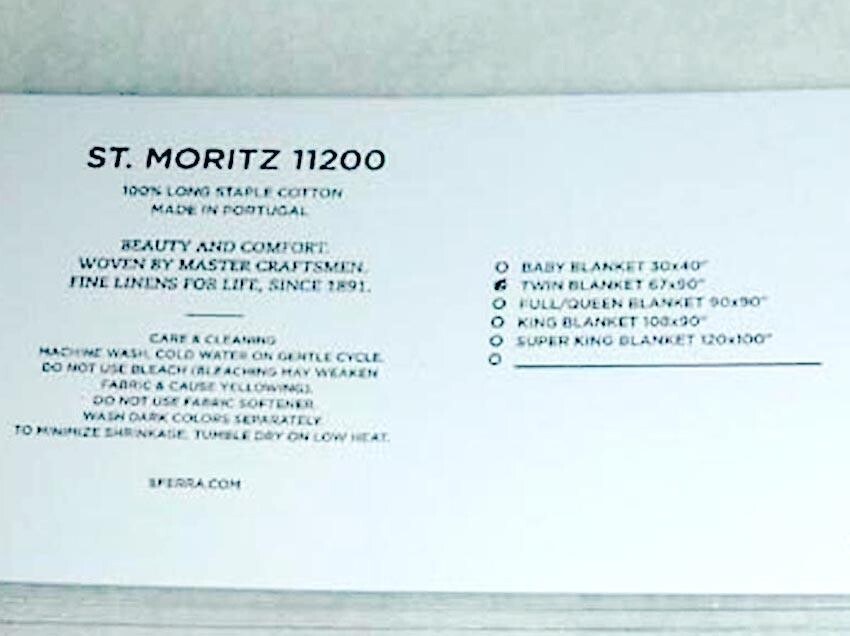 ST. MORITZ 11200
100% LONG STAPLE COTTON
MADE IN PORTUGAL
BEAUTY AND COMFORT.
WOVEN BY MASTER CRAFTSMEN.
FINE LINENS FOR LIFE, SINCE 1891.
CARE & CLEANING
MACHINE WASH, COLD WATER ON GENTLE CYCLE.
DO NOT USE BLEACH (BLEACHING MAY WEAKEN
FABRIC & CAUSE YELLOWING).
DO NOT USE FABRIC SOFTENER.
WASH DARK COLORS SEPARATELY.
TO MINIMIZE SHRINKAGE, TUMBLE DRY ON LOW HEAT.
SFERRA.COM
BABY BLANKET 30x40"
TWIN BLANKET 67x90"
FULL/QUEEN BLANKET 90x90"
KING BLANKET 108x90"
SUPER KING BLANKET 120x100"